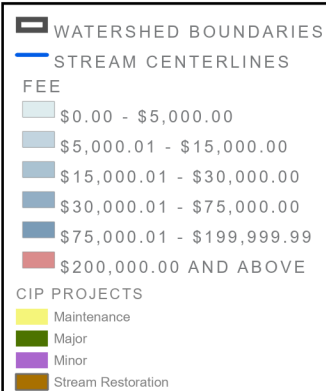 WATERSHED BOUNDARIES
STREAM CENTERLINES
FEE
$0.00 - $5,000.00
$5,000.01 - $15,000.00
$15,000.01 - $30,000.00
$30,000.01 - $75,000.00
$75,000.01 - $199,999.99
$200,000.00 AND ABOVE
CIP PROJECTS
Maintenance
Major
Minor
Stream Restoration